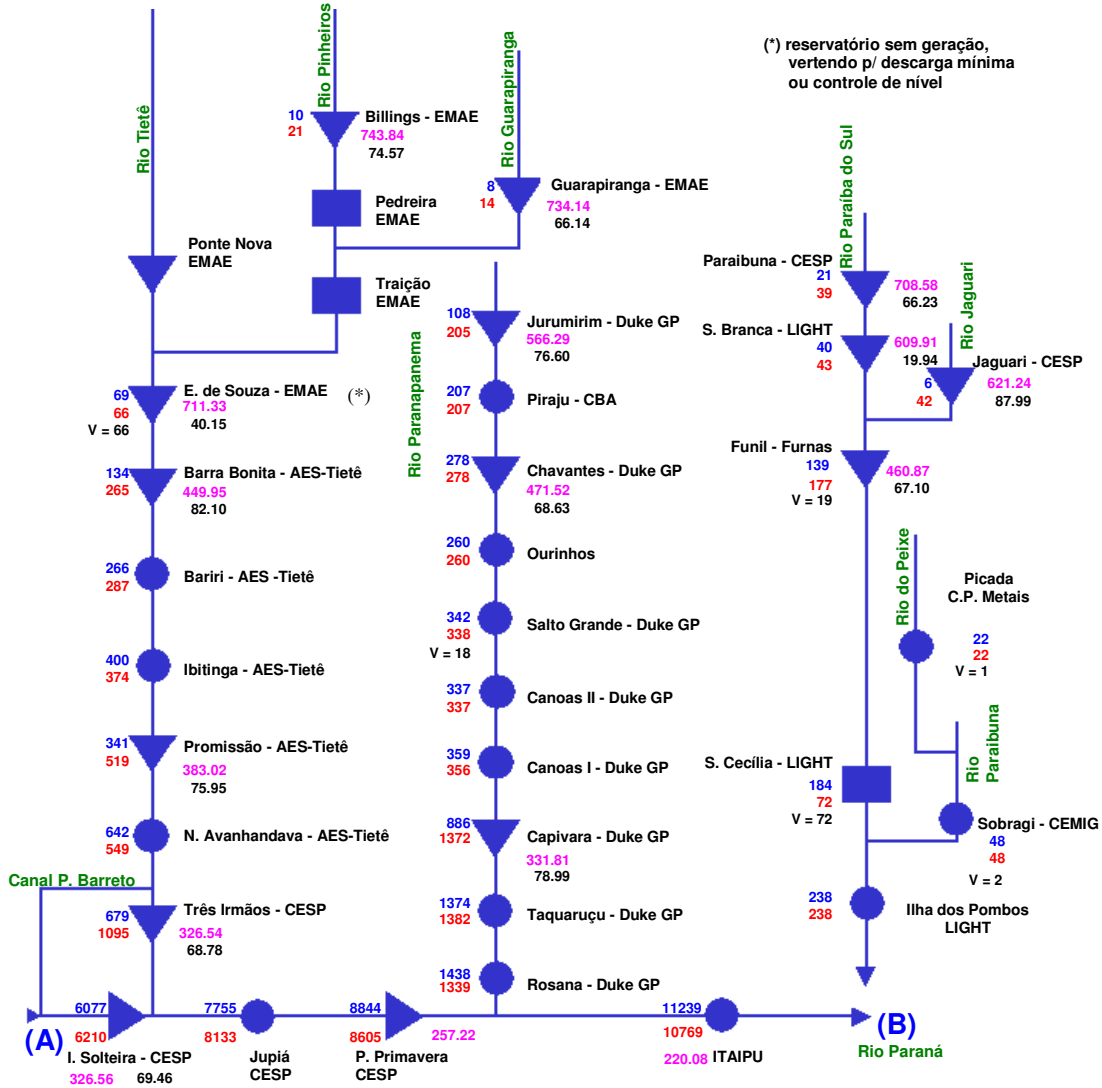 (*) reservatório sem geração,
vertendo p/ descarga mínima
ou controle de nível
Rio Tietê
Rio Pinheiros
Rio Guarapiranga
10
21
Billings - EMAE
743.84
74.57
Pedreira
EMAE
8
14
Guarapiranga - EMAE
734.14
66.14
Ponte Nova
EMAE
Traição
EMAE
69
66
V = 66
E. de Souza - EMAE (*)
711.33
40.15
134
265
Barra Bonita - AES-Tietê
449.95
82.10
266
287
Bariri - AES -Tietê
400
374
Ibitinga - AES-Tietê
341
519
Promissão - AES-Tietê
383.02
75.95
642
549
N. Avanhandava - AES-Tietê
Canal P. Barreto
679
1095
Três Irmãos - CESP
326.54
68.78
Rio Paranapanema
108
205
Jurumirim - Duke GP
566.29
76.60
207
207
Piraju - CBA
278
278
Chavantes - Duke GP
471.52
68.63
260
260
Ourinhos
342
338
V = 18
Salto Grande - Duke GP
337
337
Canoas II - Duke GP
359
356
Canoas I - Duke GP
886
1372
Capivara - Duke GP
331.81
78.99
1374
1382
Taquaruçu - Duke GP
1438
1339
Rosana - Duke GP
Rio Paraíba do Sul
Rio Jaguari
Paraibuna - CESP
21
39
708.58
66.23
S. Branca - LIGHT
40
43
609.91
19.94
Jaguari - CESP
6
42
621.24
87.99
Funil - Furnas
139
177
V = 19
460.87
67.10
Rio do Peixe
Picada
C.P. Metais
22
22
V = 1
Rio
Paraibuna
S. Cecília - LIGHT
184
72
V = 72
Sobragi - CEMIG
48
48
V = 2
238
238
Ilha dos Pombos
LIGHT
(A)
6077
6210
I. Solteira - CESP
326.56
69.46
7755
8133
Jupiá
CESP
8844
8605
257.22
P. Primavera
CESP
11239
10769
220.08 ITAIPU
(B)
Rio Paraná